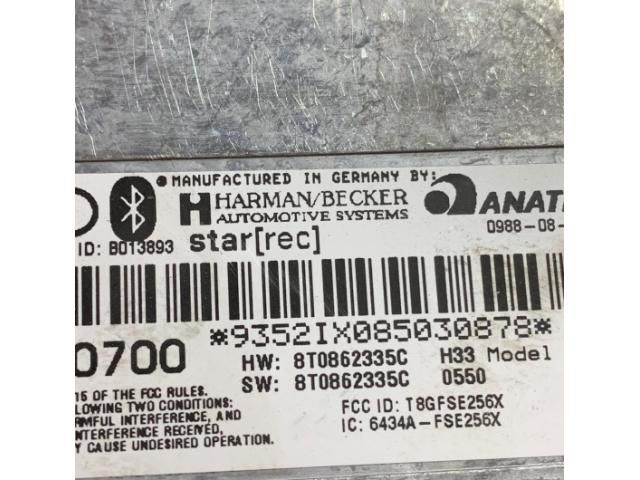 MANUFACTURED IN GERMANY BY:
HARMAN/BECKER
AUTOMOTIVE SYSTEMS
ANAT
0988-08-
ID: B013893
star[rec]
*9352IX085030878*
0700
HW: 8T0862335C H33 Model
SW: 8T0862335C 0550
15 OF THE FCC RULES.
LLOWING TWO CONDITIONS:
RMFUL INTERFERENCE, AND
NTERFERENCE RECEIVED,
Y CAUSE UNDESIRED OPERATION.
FCC ID: T8GFSE256X
IC: 6434A-FSE256X